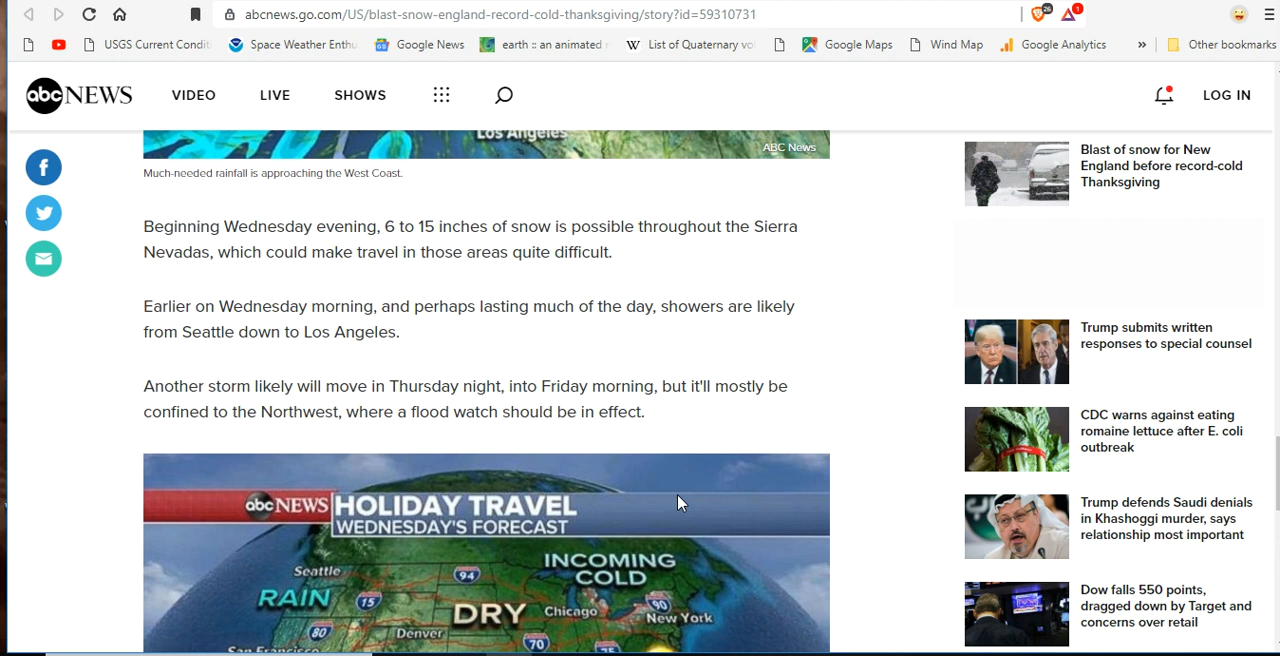 abcnews.go.com/US/blast-snow-england-record-cold-thanksgiving/story?id=59310731
26
1
USGS Current Condit
Space Weather Enthu
Google News
earth :: an animated
W
List of Quaternary vo
Google Maps
Wind Map
Google Analytics
»
Other bookmarks
abc NEWS
VIDEO
LIVE
SHOWS
LOG IN
Los Angeles
ABC News
Much-needed rainfall is approaching the West Coast.
Beginning Wednesday evening, 6 to 15 inches of snow is possible throughout the Sierra
Nevadas, which could make travel in those areas quite difficult.
Earlier on Wednesday morning, and perhaps lasting much of the day, showers are likely
from Seattle down to Los Angeles.
Another storm likely will move in Thursday night, into Friday morning, but it'll mostly be
confined to the Northwest, where a flood watch should be in effect.
abc NEWS
HOLIDAY TRAVEL
WEDNESDAY'S FORECAST
Seattle
RAIN
15
94
DRY
INCOMING
COLD
Chicago
90
New York
80
Denver
70
75
San Francisco
Blast of snow for New
England before record-cold
Thanksgiving
Trump submits written
responses to special counsel
CDC warns against eating
romaine lettuce after E. coli
outbreak
Trump defends Saudi denials
in Khashoggi murder, says
relationship most important
Dow falls 550 points,
dragged down by Target and
concerns over retail